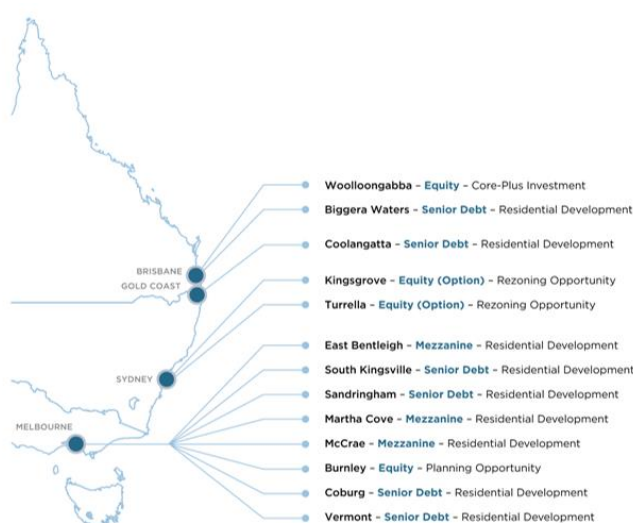 Woolloongabba – Equity – Core-Plus Investment
Biggera Waters – Senior Debt – Residential Development
Coolangatta – Senior Debt – Residential Development
BRISBANE
GOLD COAST
Kingsgrove – Equity (Option) – Rezoning Opportunity
Turrella – Equity (Option) – Rezoning Opportunity
East Bentleigh – Mezzanine – Residential Development
South Kingsville – Senior Debt – Residential Development
SYDNEY
Sandringham – Senior Debt – Residential Development
Martha Cove – Mezzanine – Residential Development
MELBOURNE
McCrae – Mezzanine – Residential Development
Burnley – Equity – Planning Opportunity
Coburg – Senior Debt – Residential Development
Vermont – Senior Debt – Residential Development